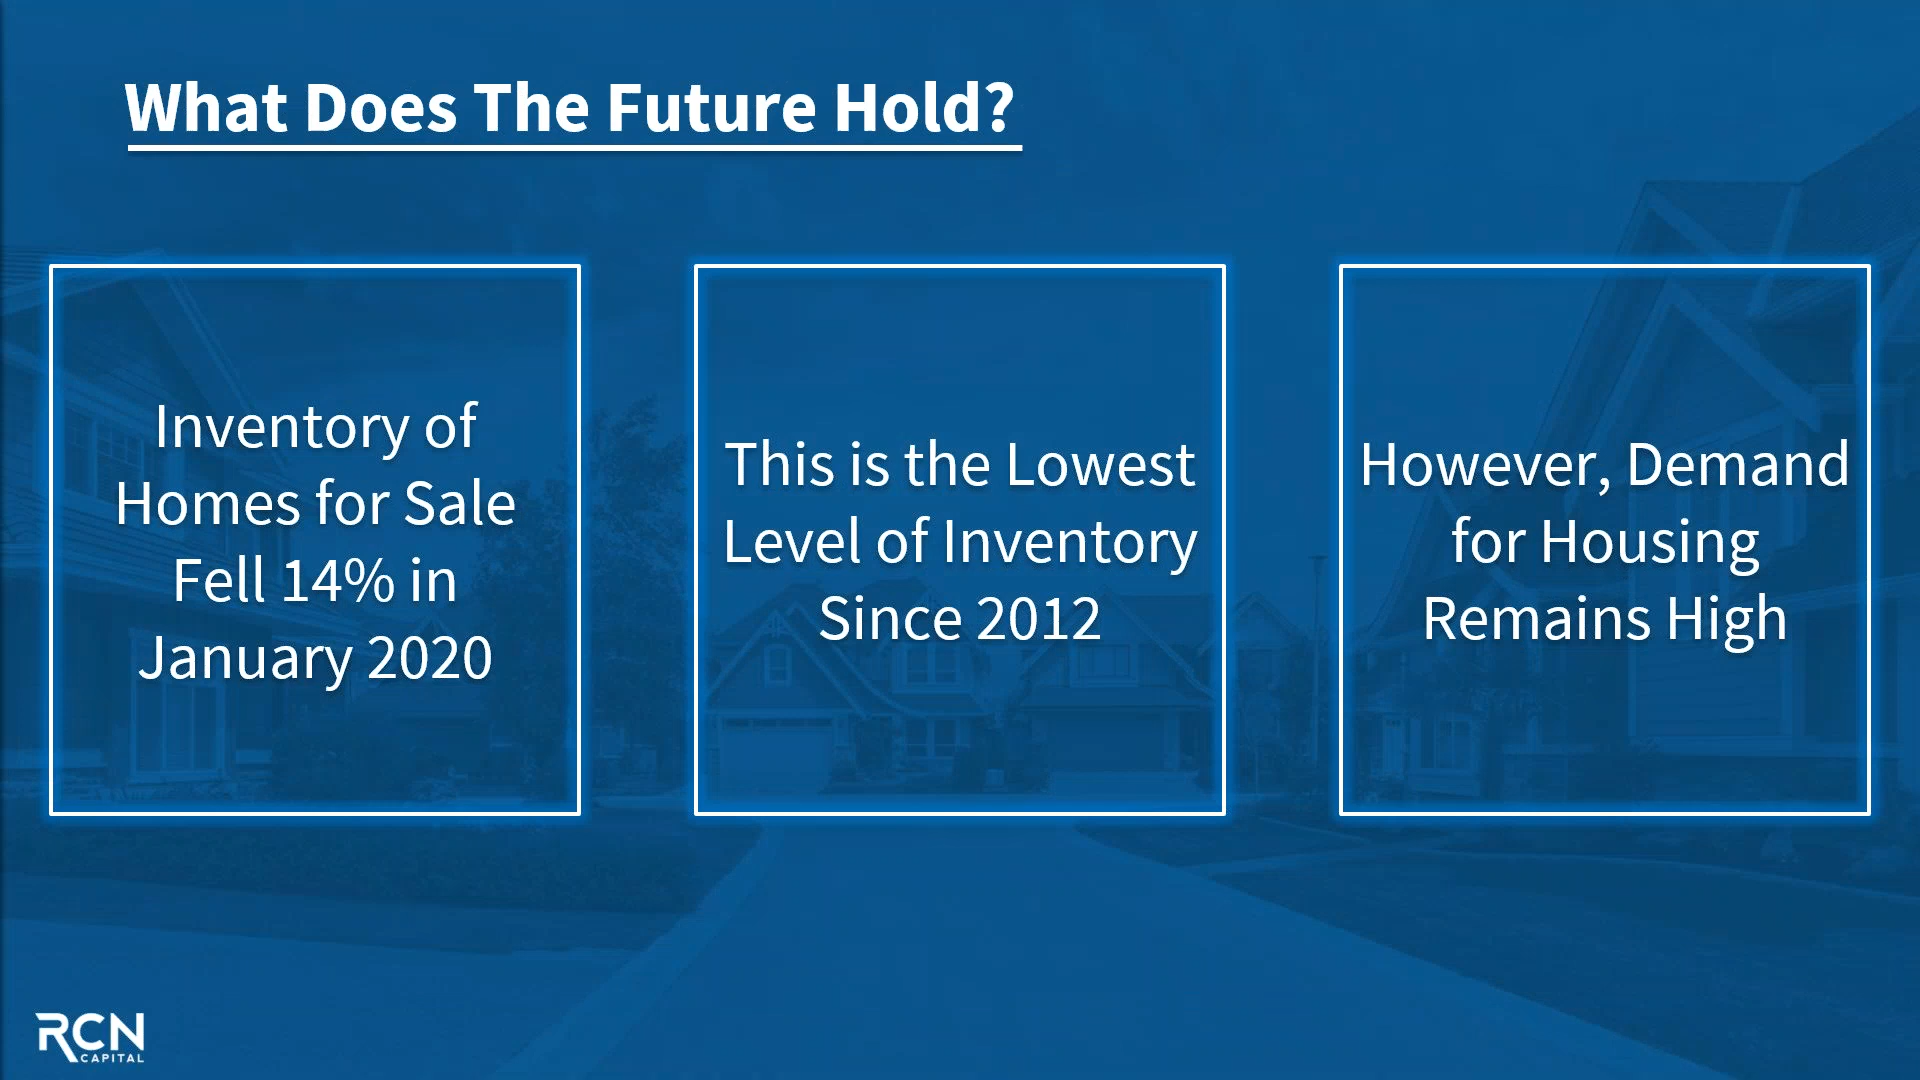 What Does The Future Hold?
Inventory of
Homes for Sale
Fell 14% in
January 2020
This is the Lowest
Level of Inventory
Since 2012
However, Demand
for Housing
Remains High
RCN
CAPITAL